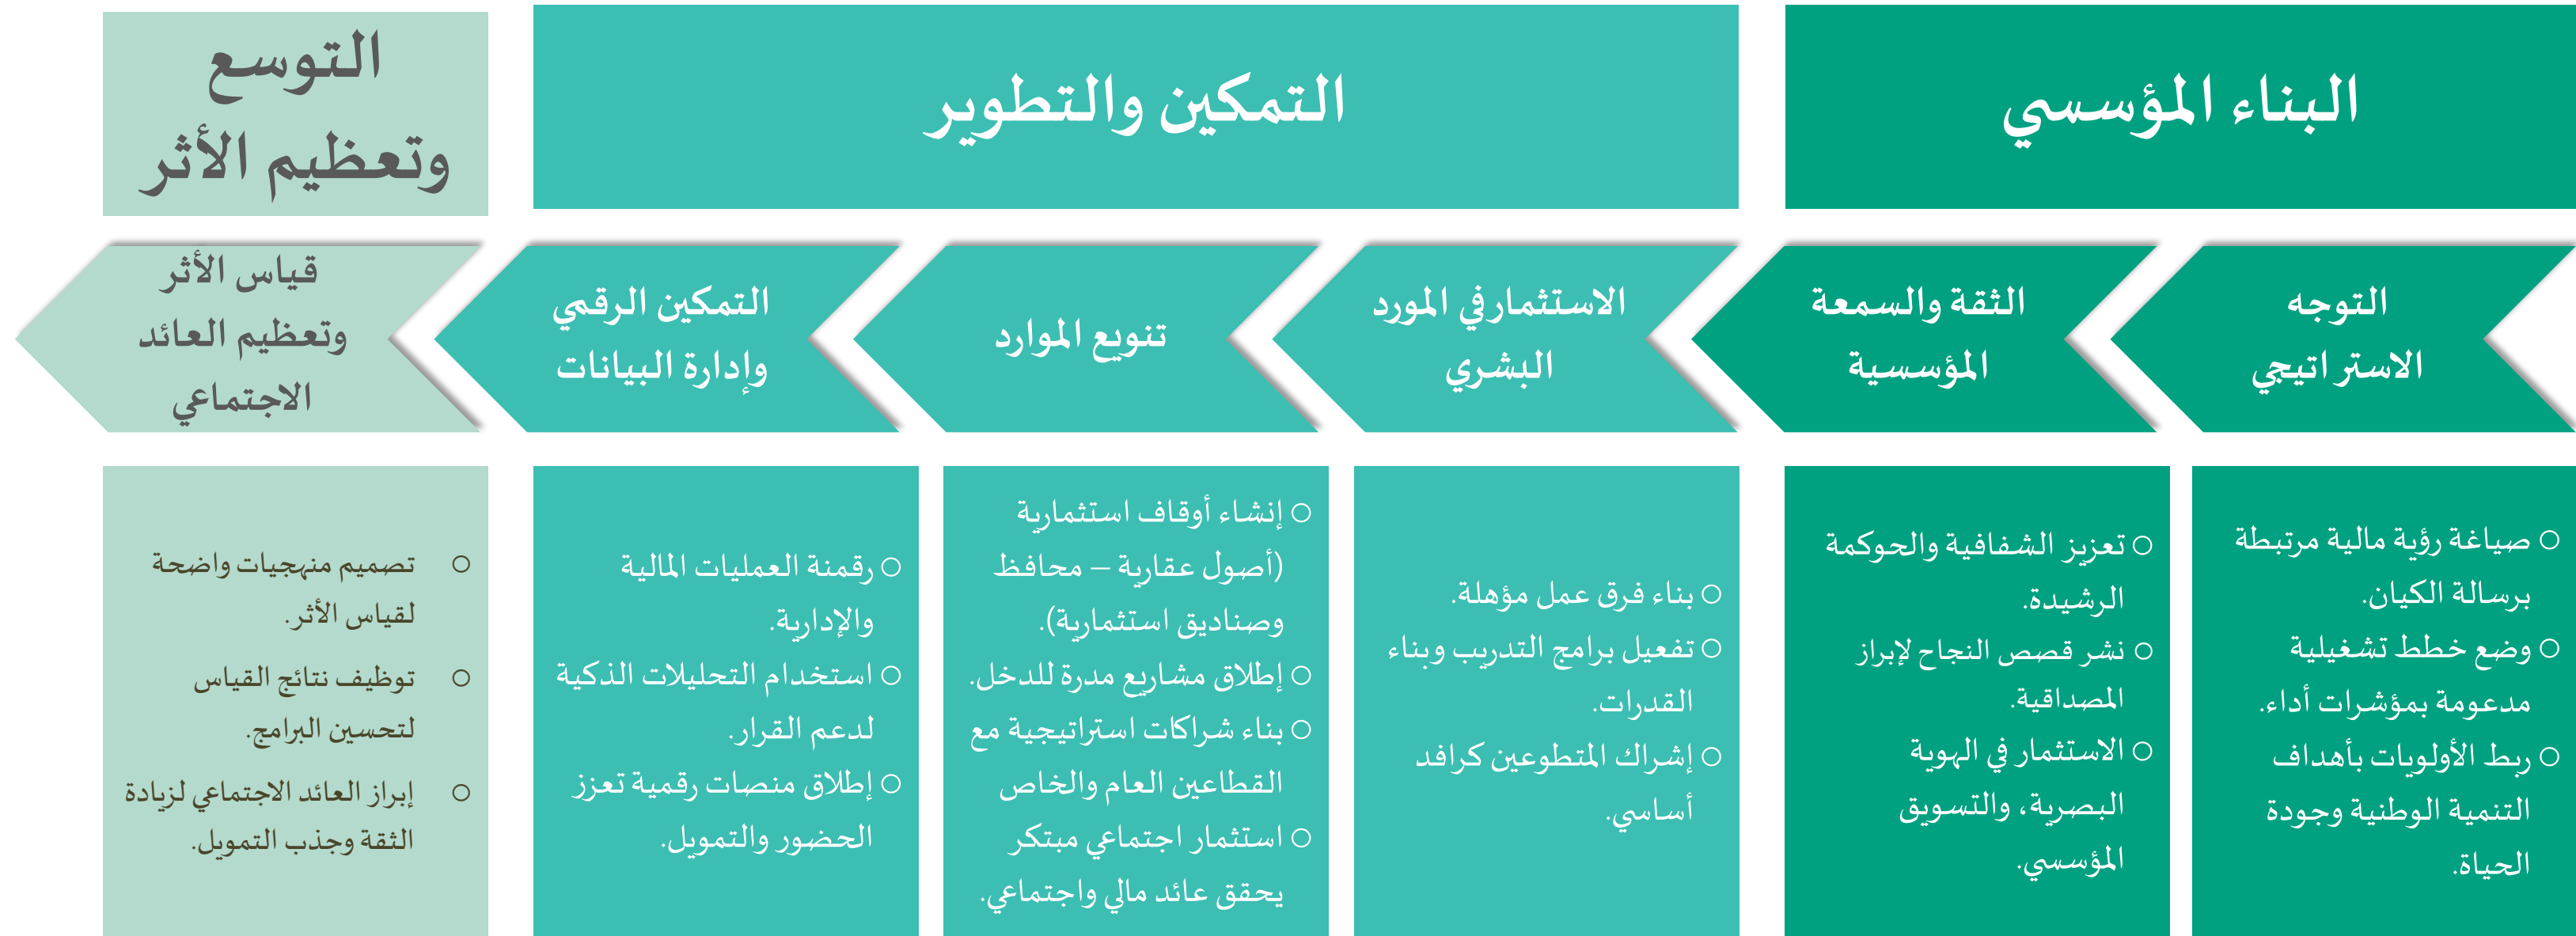 البناء المؤسسي
التمكين والتطوير
التوسع
وتعظيم الأثر
التوجه
الاستراتيجي
الثقة والسمعة
المؤسسية
الاستثمار في المورد
البشري
تنويع الموارد
التمكين الرقمي
وإدارة البيانات
قياس الأثر
وتعظيم العائد
الاجتماعي
○ صياغة رؤية مالية مرتبطة
برسالة الكيان.
○ وضع خطط تشغيلية
مدعومة بمؤشرات أداء.
○ ربط الأولويات بأهداف
التنمية الوطنية وجودة
الحياة.
○ تعزيز الشفافية والحوكمة
الرشيدة.
○ نشر قصص النجاح لإبراز
المصداقية.
○ الاستثمار في الهوية
البصرية، والتسويق
المؤسسي.
○ بناء فرق عمل مؤهلة.
○ تفعيل برامج التدريب وبناء
القدرات.
○ إشراك المتطوعين كرافد
أساسي.
○ إنشاء أوقاف استثمارية
(أصول عقارية – محافظ
وصناديق استثمارية).
○ إطلاق مشاريع مدرة للدخل.
○ بناء شراكات استراتيجية مع
القطاعين العام والخاص
○ استثمار اجتماعي مبتكر
يحقق عائد مالي واجتماعي.
○ رقمنة العمليات المالية
والإدارية.
○ استخدام التحليلات الذكية
لدعم القرار.
○ إطلاق منصات رقمية تعزز
الحضور والتمويل.
○ تصميم منهجيات واضحة
لقياس الأثر.
○ توظيف نتائج القياس
لتحسين البرامج.
○ إبراز العائد الاجتماعي لزيادة
الثقة وجذب التمويل.